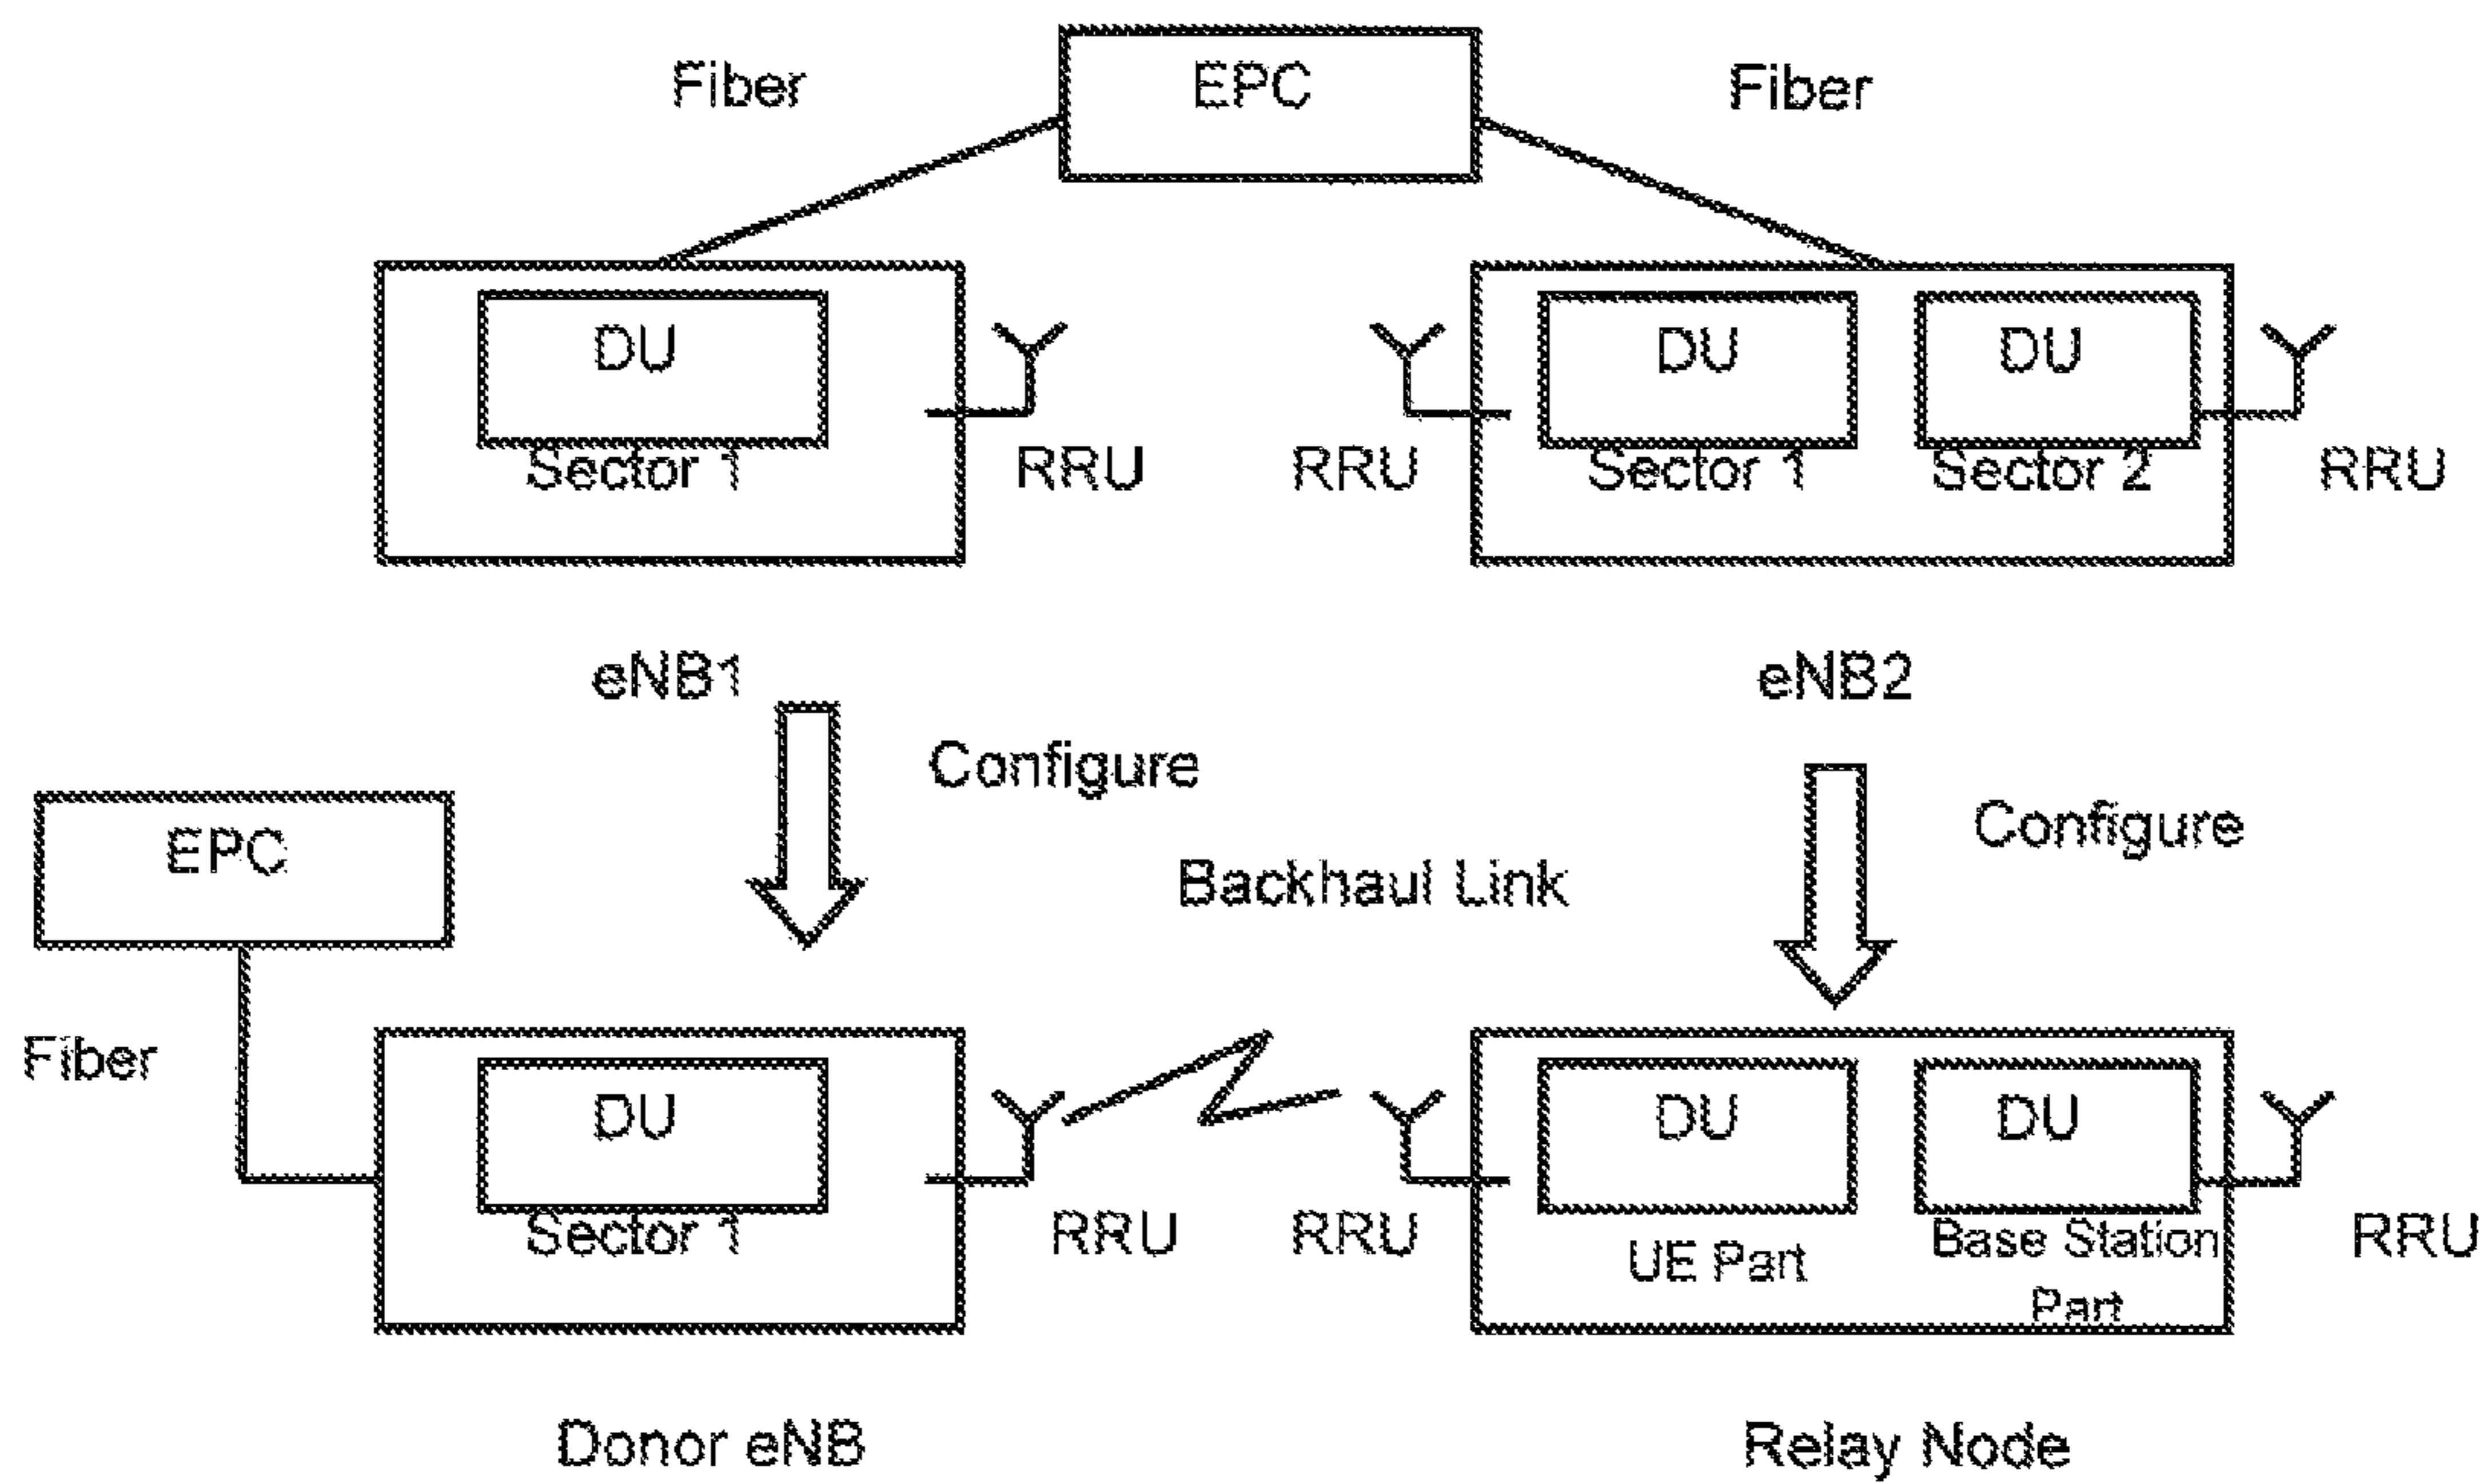 Fiber
EPC
Fiber
DU
DU
DU
Sector 1
RRU
RRU
Sector 1
Sector 2
RRU
eNB1
eNB2
Configure
Configure
EPC
Backhaul Link
Fiber
DU
DU
DU
Sector 1
RRU
RRU
UE Part
Base Station
Part
RRU
Donor eNB
Relay Node